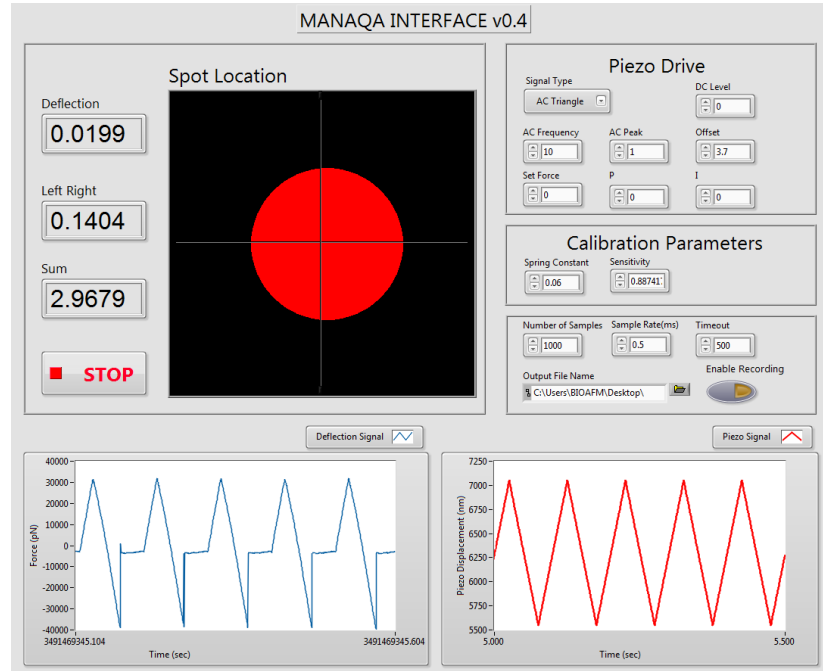 MANAQA INTERFACE v0.4
Spot Location
Deflection
0.0199
Left Right
0.1404
Sum
2.9679
STOP
Piezo Drive
Signal Type
DC Level
AC Triangle
0
AC Frequency AC Peak Offset
10 1 3.7
Set Force P I
0 0 0
Calibration Parameters
Spring Constant Sensitivity
0.06 0.88741
Number of Samples Sample Rate(ms) Timeout
1000 0.5 500
Output File Name Enable Recording
C:\Users\BIOAFM\Desktop\
Deflection Signal
40000
30000
20000
10000
0
-10000
-20000
-30000
-40000
Force (pN)
3491469345.104 3491469345.604
Time (sec)
Piezo Signal
7250
7000
6750
6500
6250
6000
5750
5500
Piezo Displacement (nm)
5.000 5.500
Time (sec)